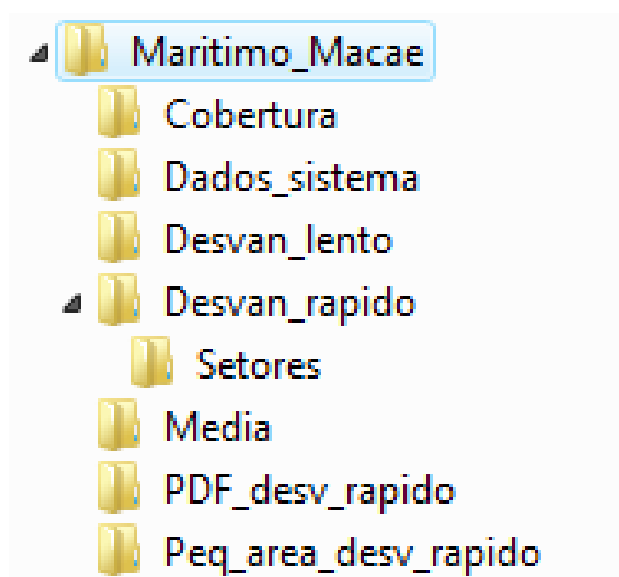 Maritimo_Macae
Cobertura
Dados_sistema
Desvan_lento
Desvan_rapido
Setores
Media
PDF_desv_rapido
Peq_area_desv_rapido